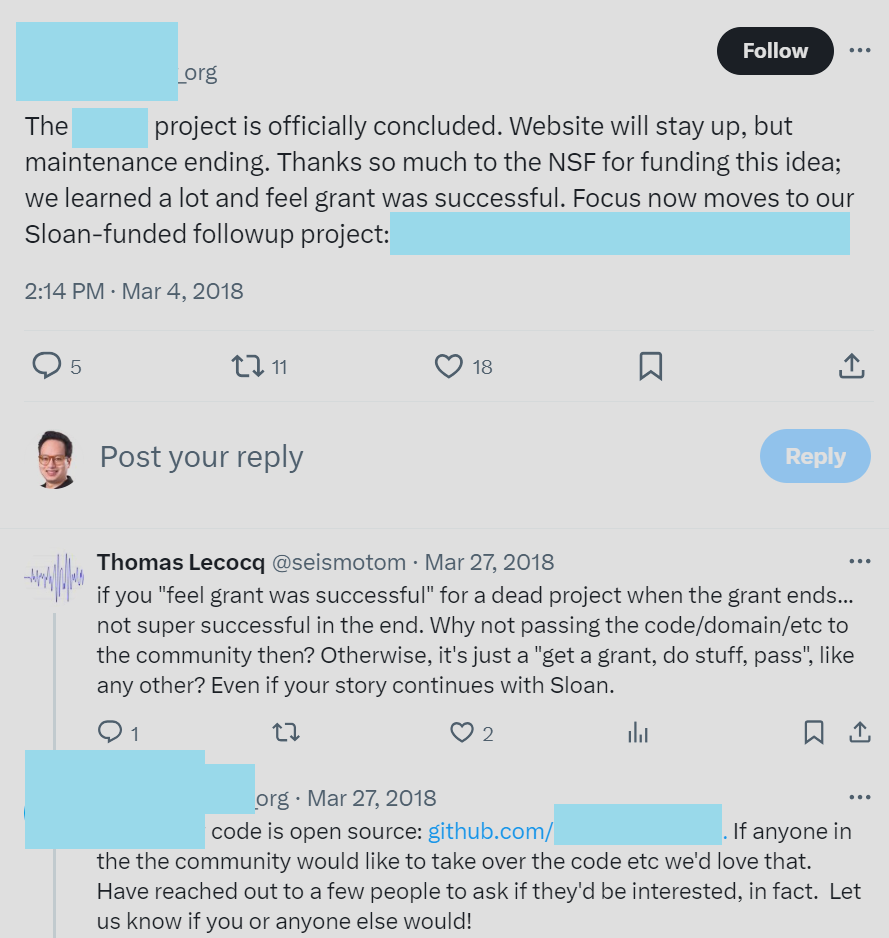 _org
Follow
The project is officially concluded. Website will stay up, but
maintenance ending. Thanks so much to the NSF for funding this idea;
we learned a lot and feel grant was successful. Focus now moves to our
Sloan-funded followup project:
2:14 PM · Mar 4, 2018
5 11 18
Post your reply
Reply
Thomas Lecocq @seismotom · Mar 27, 2018
if you "feel grant was successful" for a dead project when the grant ends...
not super successful in the end. Why not passing the code/domain/etc to
the community then? Otherwise, it's just a "get a grant, do stuff, pass", like
any other? Even if your story continues with Sloan.
1 2
_org · Mar 27, 2018
code is open source: github.com/ . If anyone in
the the community would like to take over the code etc we'd love that.
Have reached out to a few people to ask if they'd be interested, in fact. Let
us know if you or anyone else would!